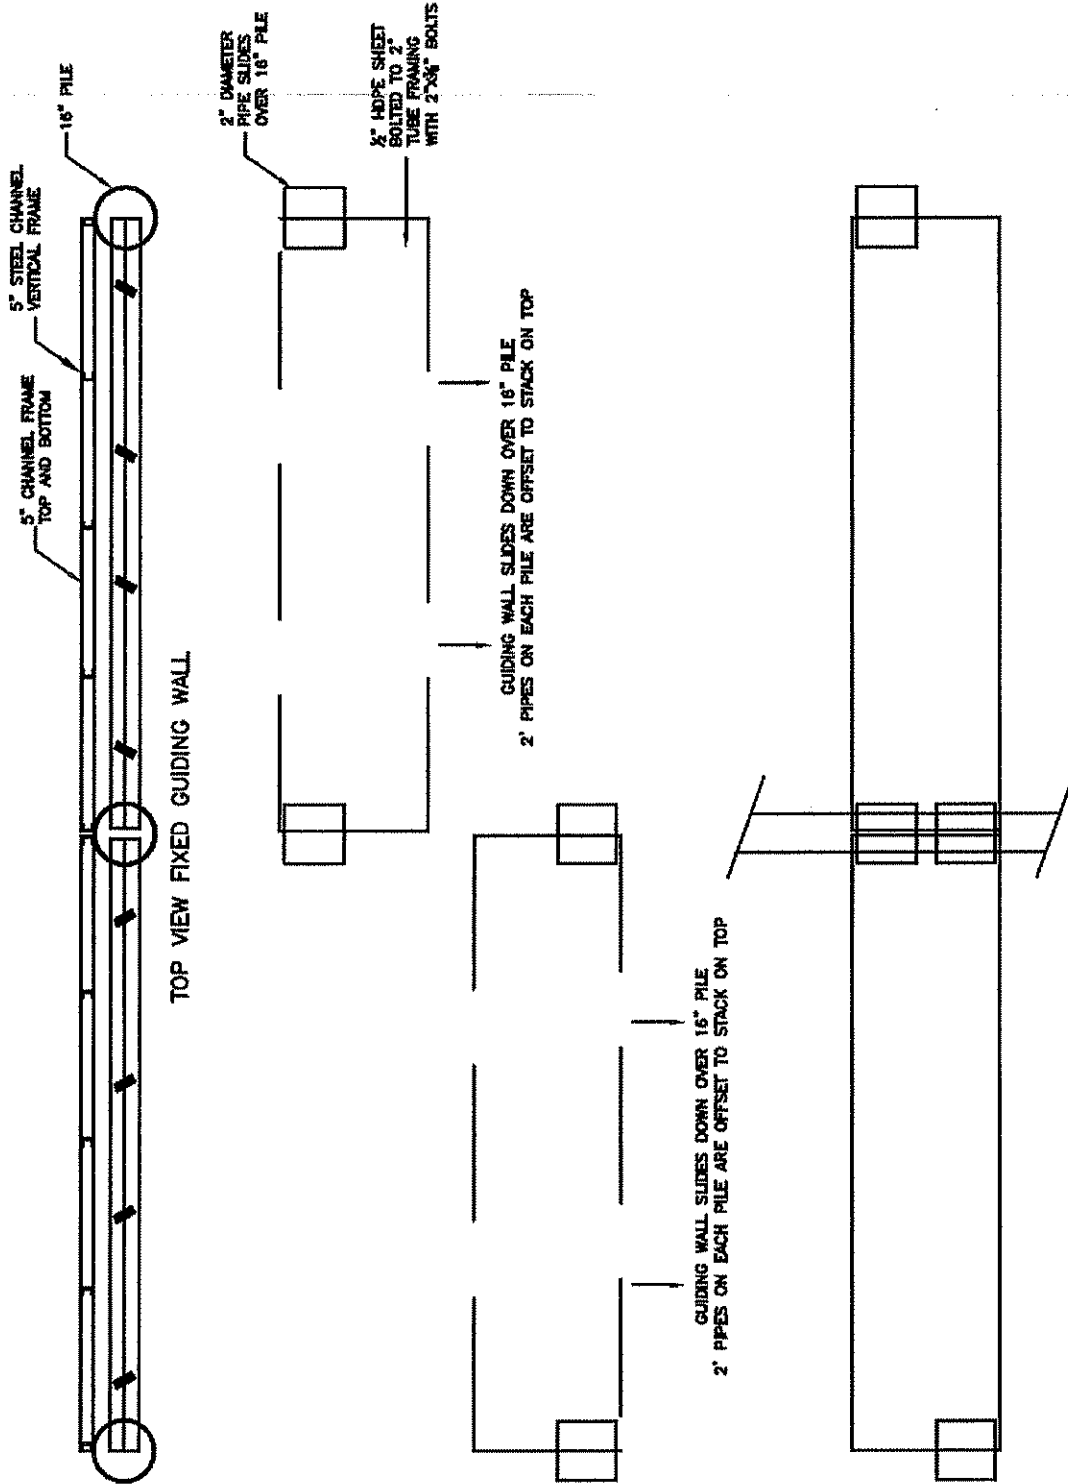 5" CHANNEL FRAME
TOP AND BOTTOM
5" STEEL CHANNEL
VERTICAL FRAME
16" PILE
TOP VIEW FIXED GUIDING WALL
2" DIAMETER
PIPE SLIDES
OVER 16" PILE
½" HDPE SHEET
BOLTED TO 2"
TUBE FRAMING
WITH BOLTS
GUIDING WALL SLIDES DOWN OVER 16" PILE
2' PIPES ON EACH PILE ARE OFFSET TO STACK ON TOP
GUIDING WALL SLIDES DOWN OVER 16" PILE
2' PIPES ON EACH PILE ARE OFFSET TO STACK ON TOP